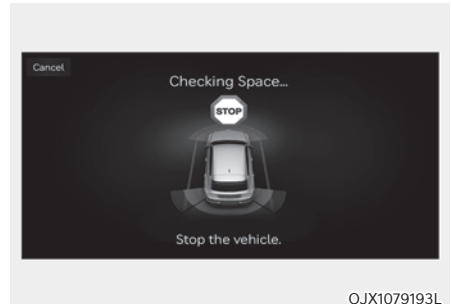 Cancel
Checking Space...
STOP
Stop the vehicle.
OJX1079193L